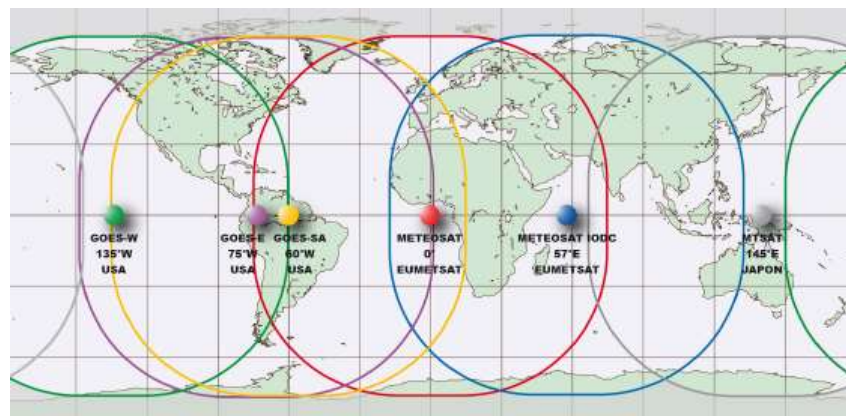 GOES-W
135°W
USA
GOES-E
75°W
USA
GOES-SA
60°W
USA
METEOSAT
0°
EUMETSAT
METEOSAT IODC
57°E
EUMETSAT
MTSAT
145°E
JAPON